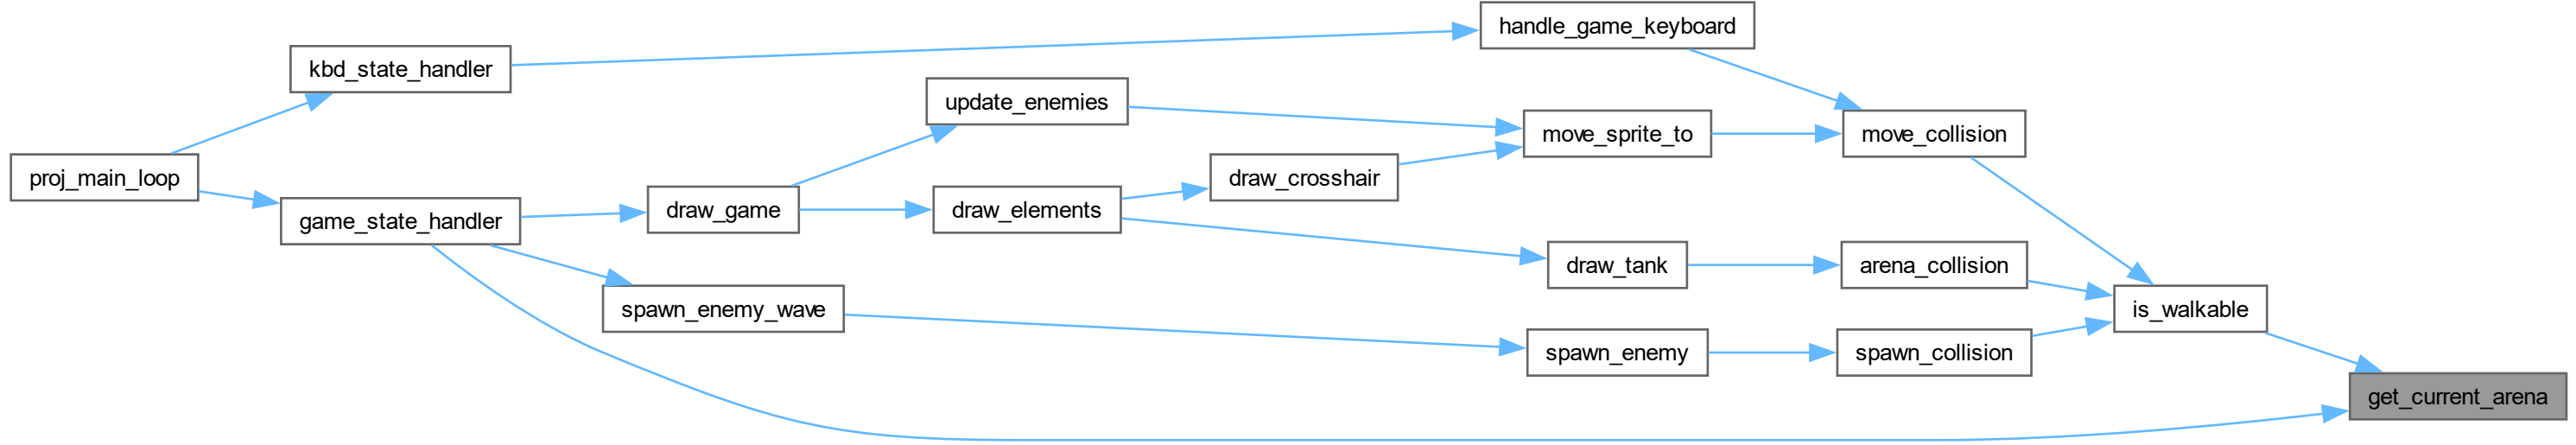 handle_game_keyboard
kbd_state_handler
update_enemies
move_sprite_to
move_collision
proj_main_loop
draw_crosshair
draw_game
draw_elements
game_state_handler
draw_tank
arena_collision
spawn_enemy_wave
is_walkable
spawn_enemy
spawn_collision
get_current_arena